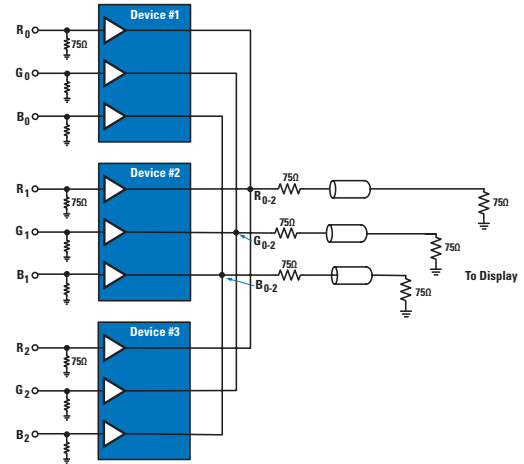 Device #1
R0
75Ω
G0
B0
Device #2
R1
75Ω
G1
B1
75Ω
R0-2
75Ω
75Ω
G0-2
75Ω
75Ω
B0-2
75Ω
To Display
Device #3
R2
75Ω
G2
B2